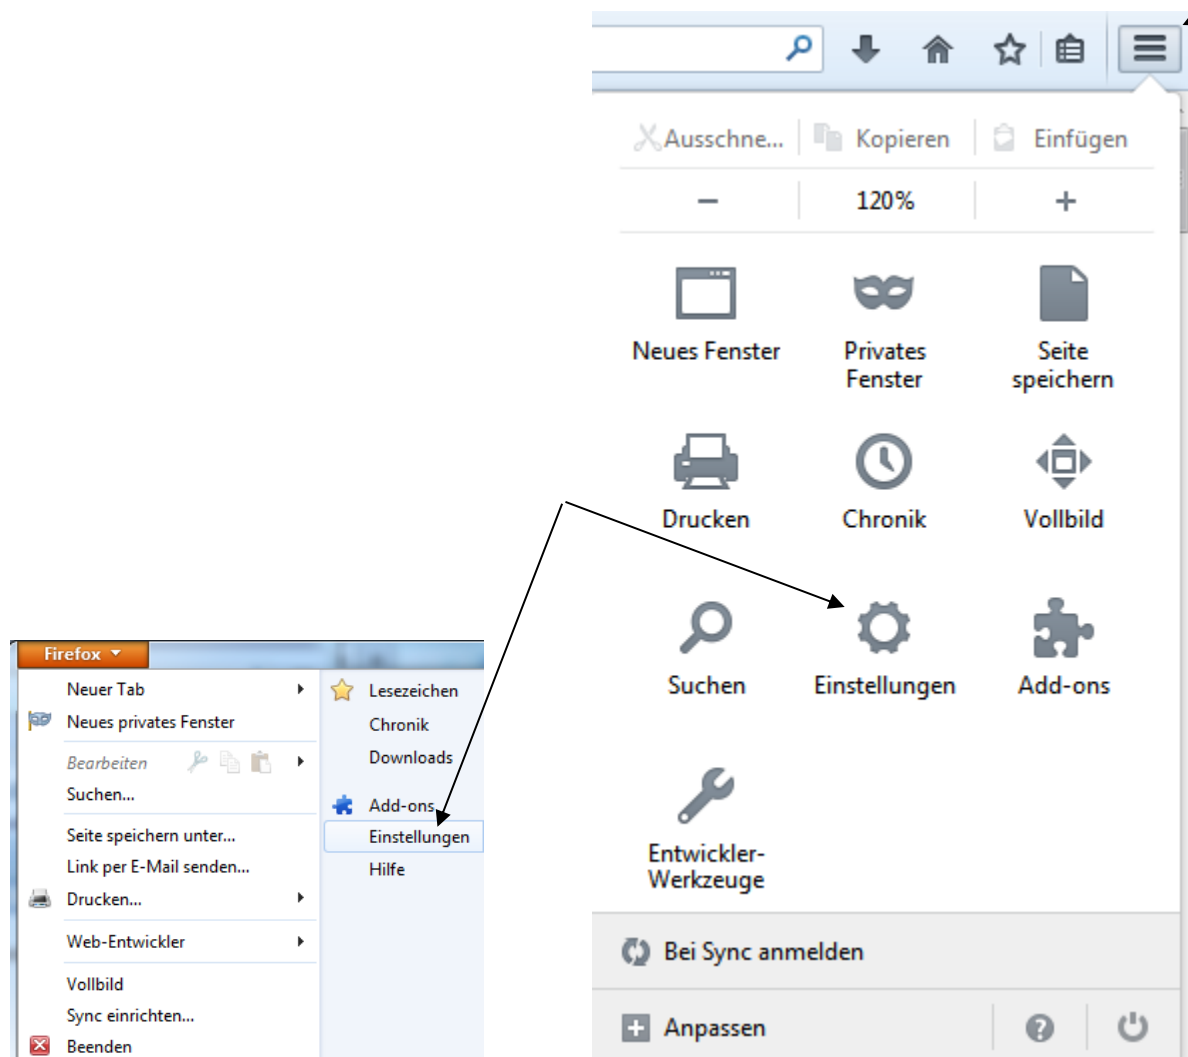 Ausschne...
Kopieren
Einfügen
120%
Neues Fenster
Privates
Fenster
Seite
speichern
Drucken
Chronik
Vollbild
Suchen
Einstellungen
Add-ons
Entwickler-
Werkzeuge
Bei Sync anmelden
Anpassen
Firefox
Neuer Tab
Neues privates Fenster
Bearbeiten
Suchen...
Seite speichern unter...
Link per E-Mail senden...
Drucken...
Web-Entwickler
Vollbild
Sync einrichten...
Beenden
Lesezeichen
Chronik
Downloads
Add-ons
Einstellungen
Hilfe